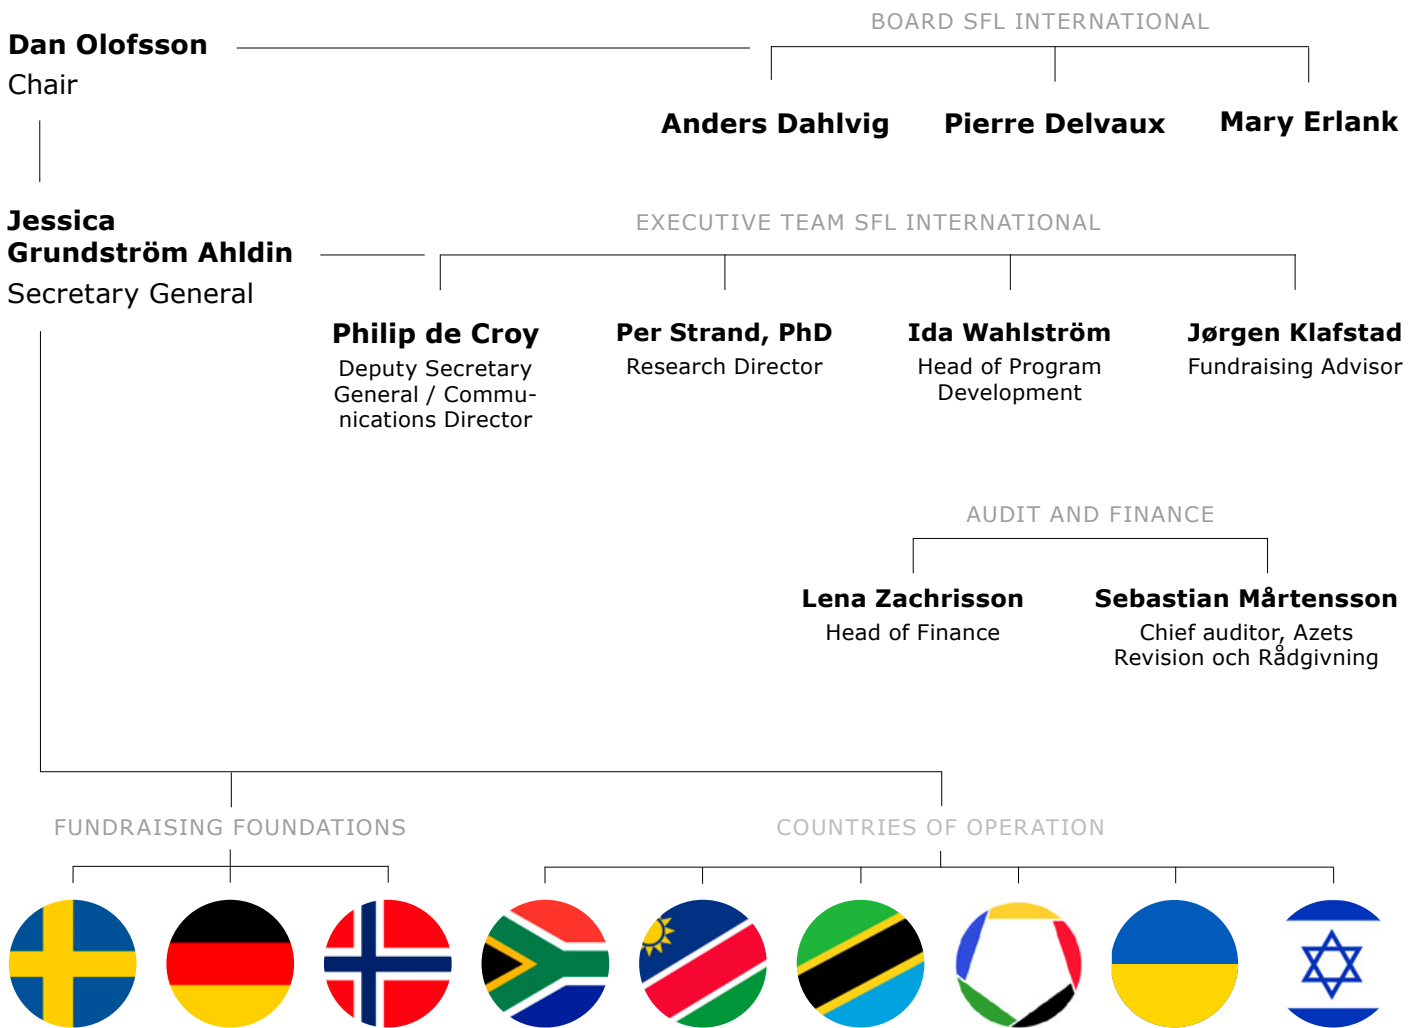 BOARD SFL INTERNATIONAL
Dan Olofsson
Chair
Anders Dahlvig
Pierre Delvaux
Mary Erlank
Jessica
Grundström Ahldin
Secretary General
EXECUTIVE TEAM SFL INTERNATIONAL
Philip de Croy
Deputy Secretary
General / Commu-
nications Director
Per Strand, PhD
Research Director
Ida Wahlström
Head of Program
Development
Jørgen Klafstad
Fundraising Advisor
AUDIT AND FINANCE
Lena Zachrisson
Head of Finance
Sebastian Mårtensson
Chief auditor, Azets
Revision och Rådgivning
FUNDRAISING FOUNDATIONS
COUNTRIES OF OPERATION